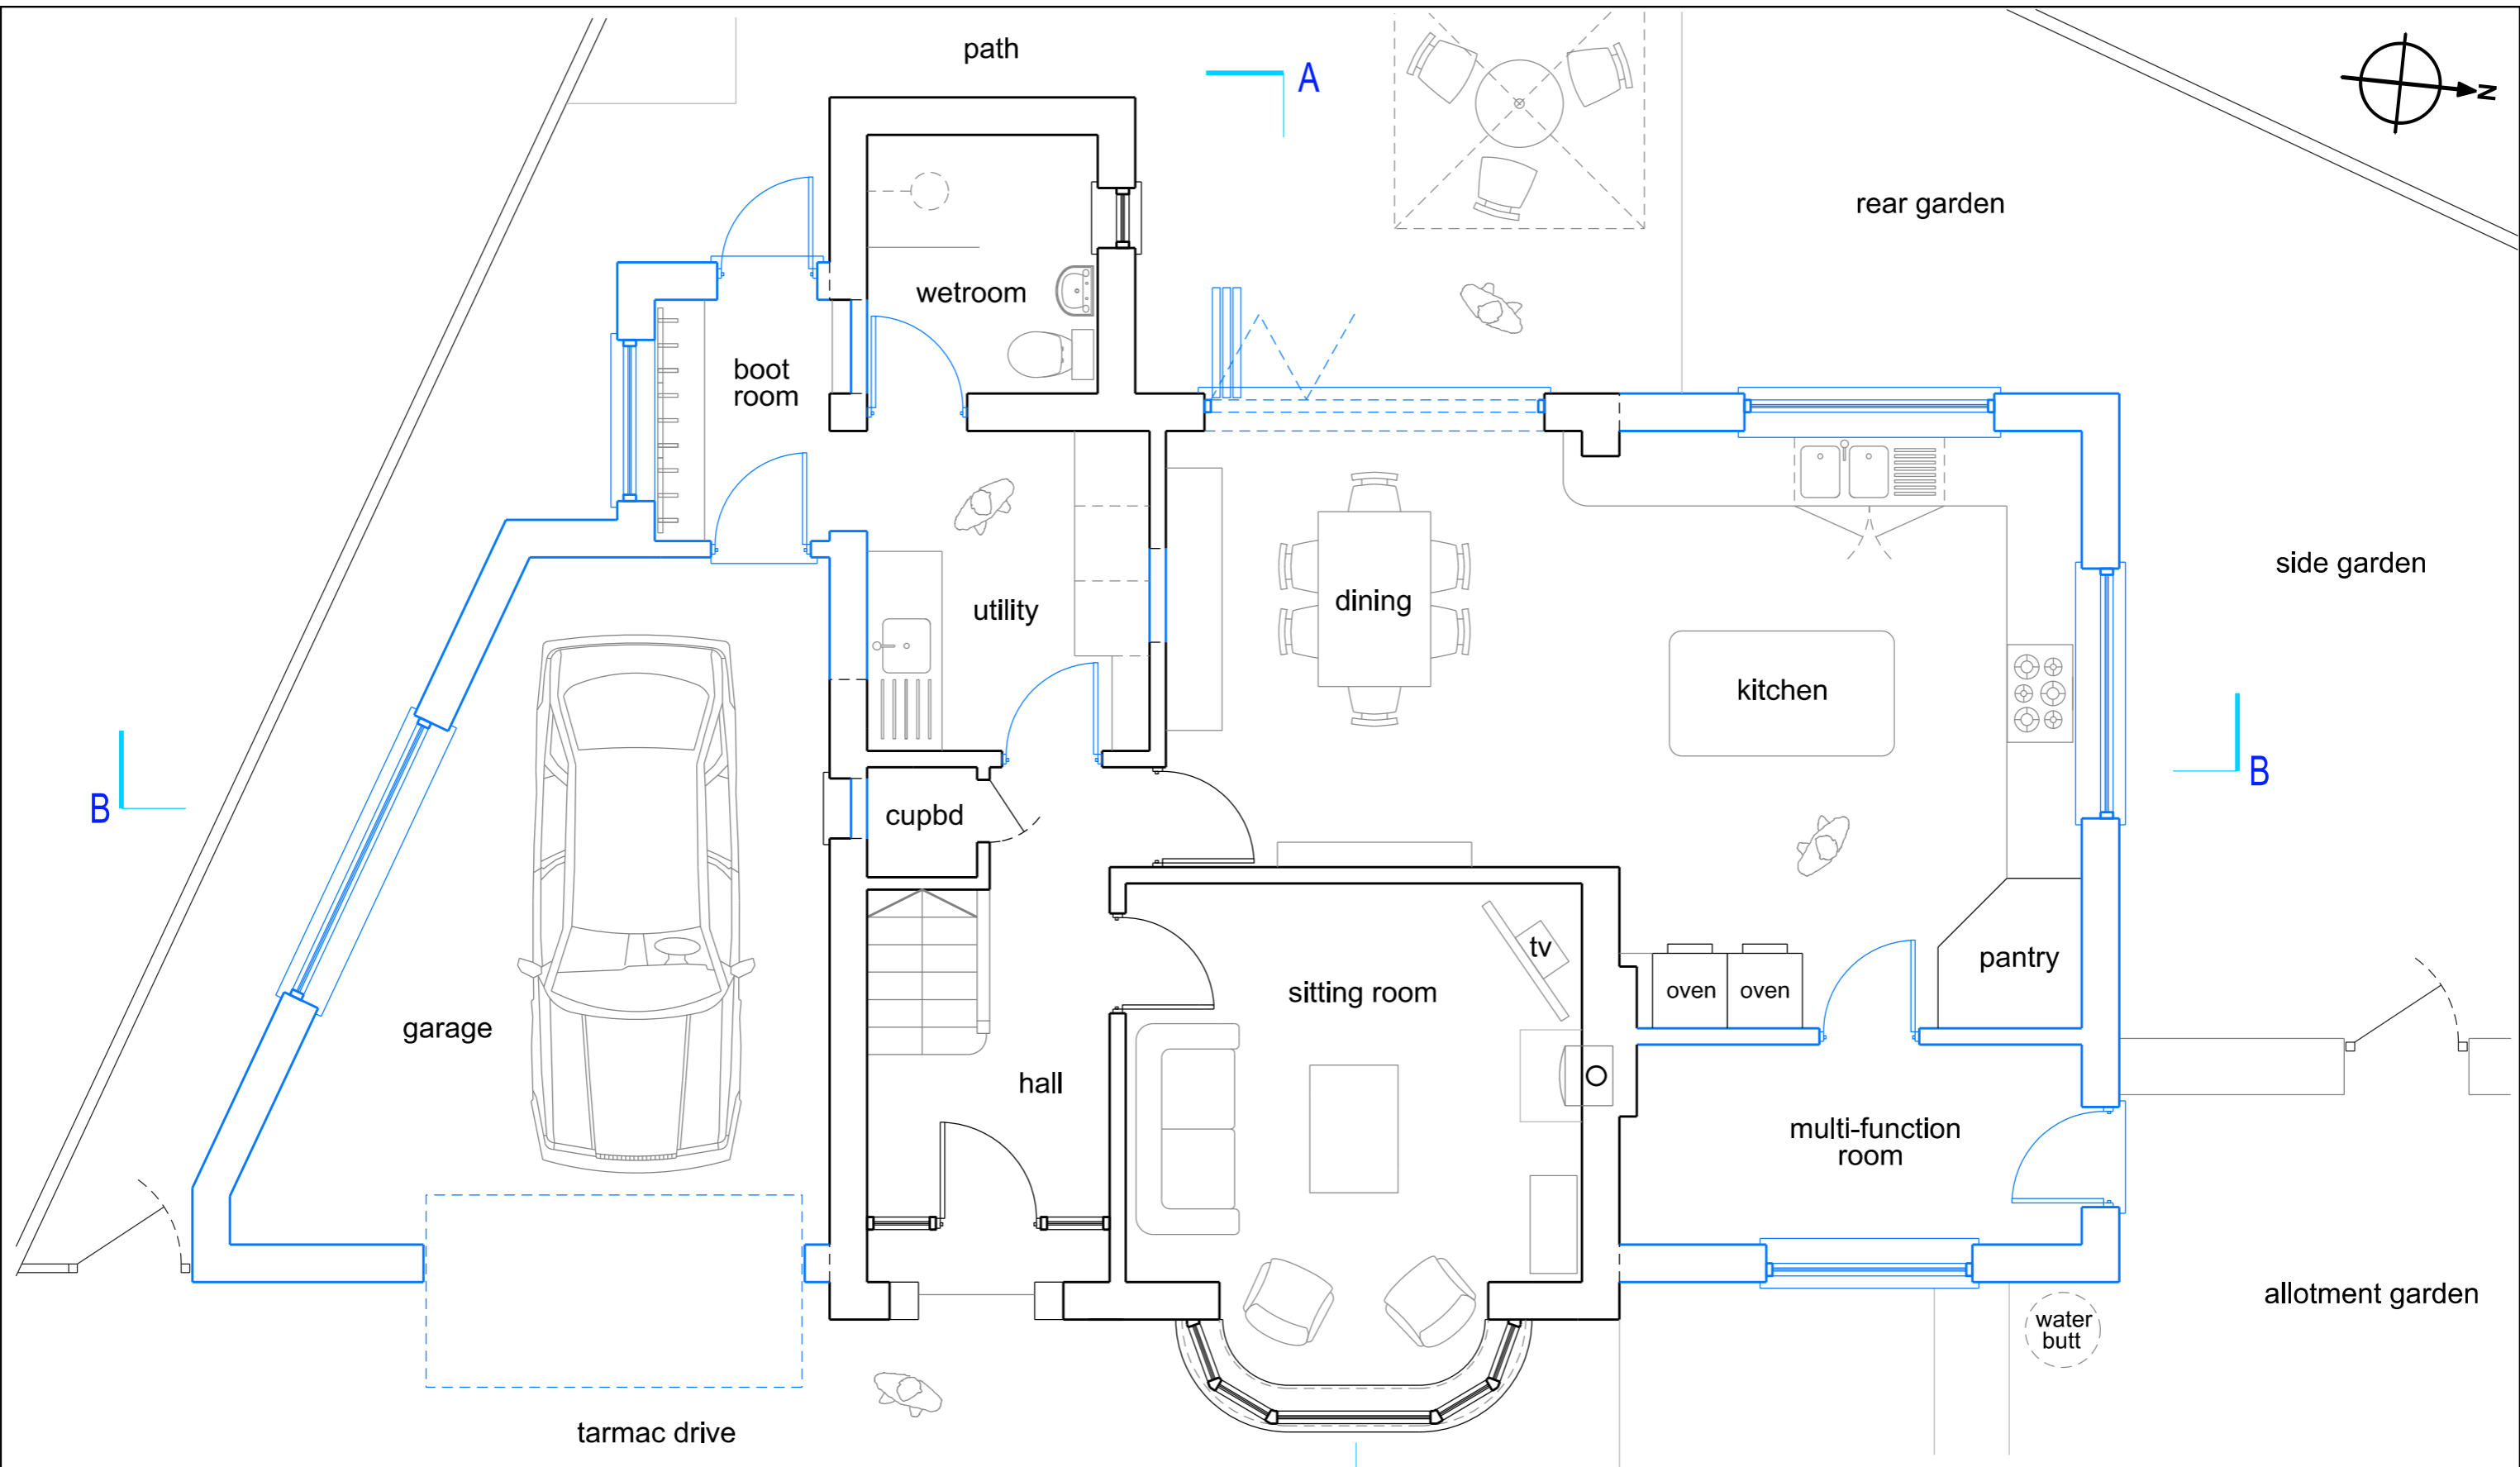 path
A
N
rear garden
wetroom
boot
room
side garden
dining
utility
kitchen
B
B
cupbd
tv
pantry
sitting room
oven
oven
garage
hall
multi-function
room
allotment garden
water
butt
tarmac drive